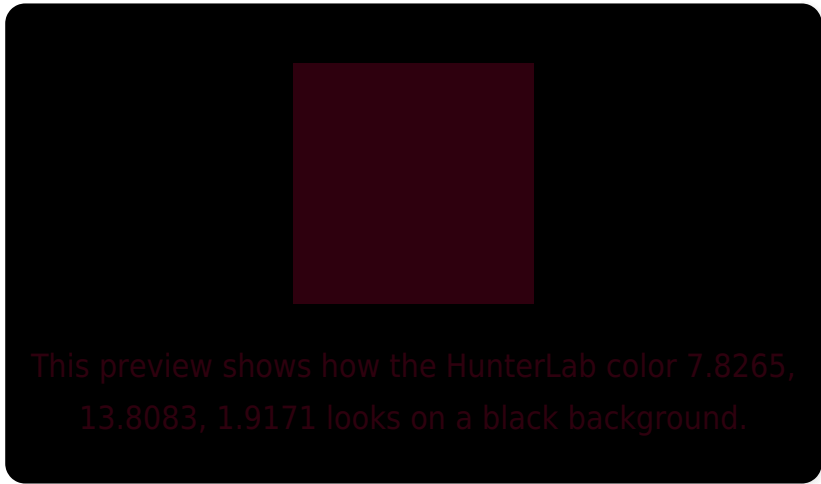 This preview shows how the HunterLab color 7.8265,
13.8083, 1.9171 looks on a black background.